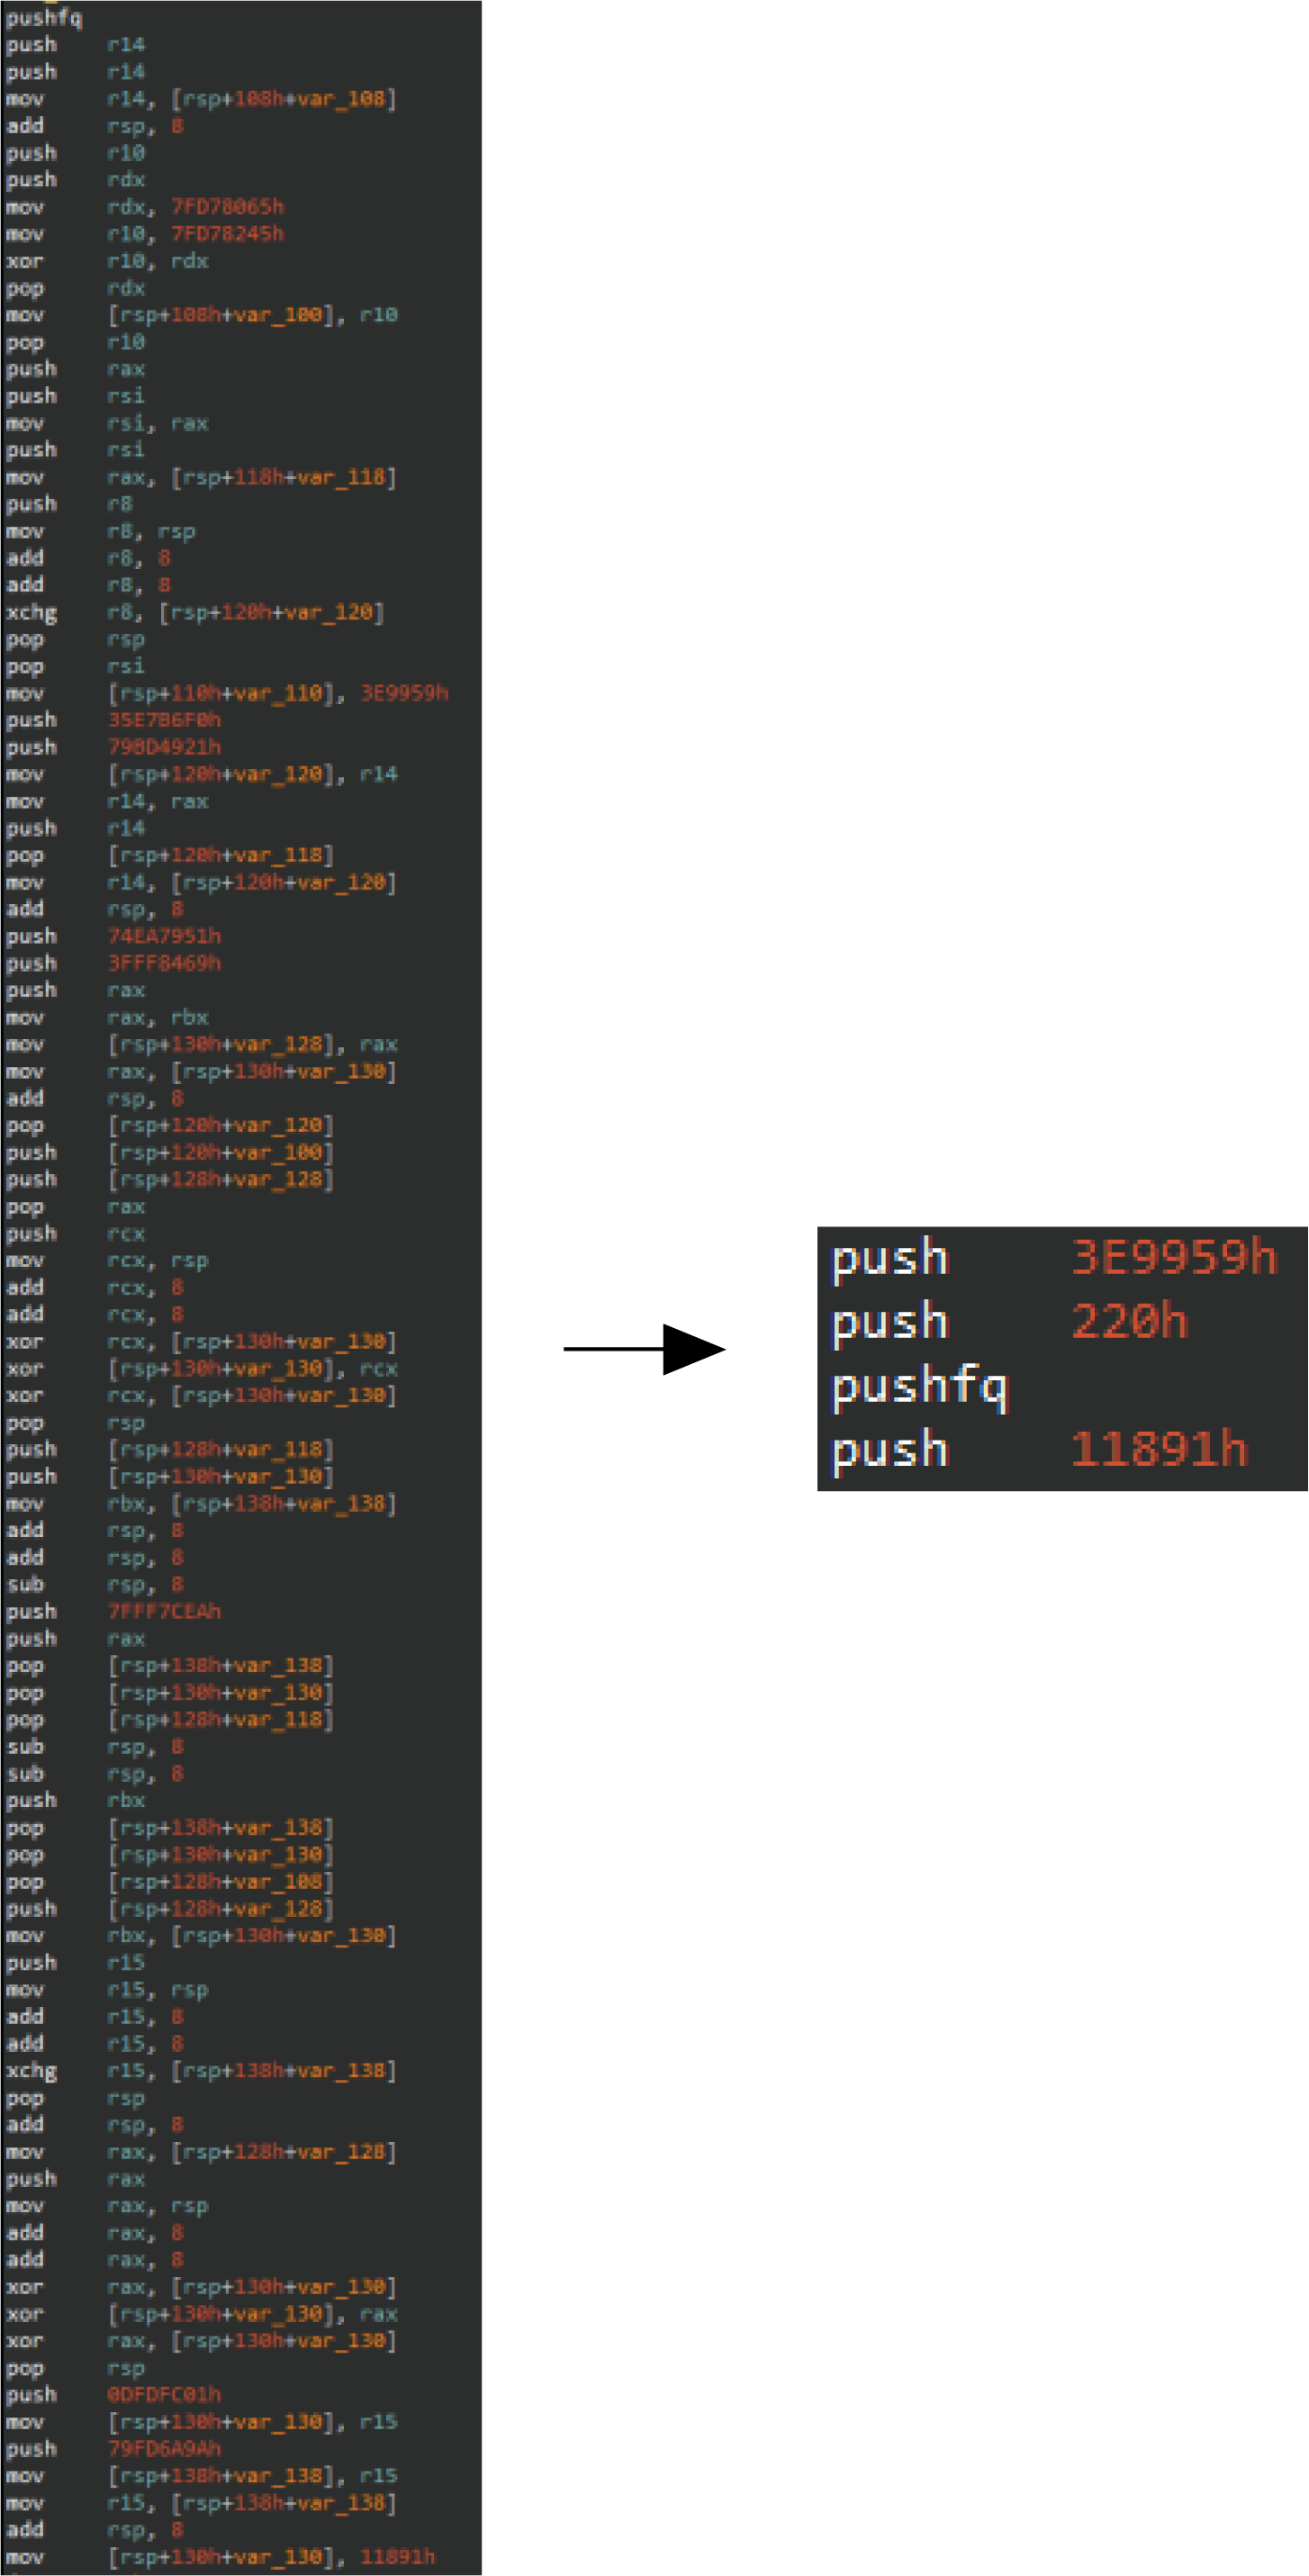 pushfq
push r14
push r14
mov r14, [rsp+108h+var_108]
add rsp, 8
push r10
push rdx
mov rdx, 7FD78065h
mov r10, 7FD78245h
xor r10, rdx
pop rdx
mov [rsp+108h+var_100], r10
pop r10
push rax
push rsi
mov rsi, rax
push rsi
mov rax, [rsp+118h+var_118]
push r8
mov r8, rsp
add r8, 8
add r8, 8
xchg r8, [rsp+120h+var_120]
pop rsp
pop rsi
mov [rsp+110h+var_110], 3E9959h
push 35E7B6F0h
push 79BD4921h
mov [rsp+120h+var_120], r14
mov r14, rax
push r14
pop [rsp+120h+var_118]
mov r14, [rsp+120h+var_120]
add rsp, 8
push 74EA7951h
push 3FFF8469h
push rax
mov rax, rbx
mov [rsp+130h+var_128], rax
mov rax, [rsp+130h+var_130]
add rsp, 8
pop [rsp+120h+var_120]
push [rsp+120h+var_100]
push [rsp+128h+var_128]
pop rax
push rcx
mov rcx, rsp
add rcx, 8
add rcx, 8
xor rcx, [rsp+130h+var_130]
xor [rsp+130h+var_130], rcx
xor rcx, [rsp+130h+var_130]
pop rsp
push [rsp+128h+var_118]
push [rsp+130h+var_130]
mov rbx, [rsp+138h+var_138]
add rsp, 8
add rsp, 8
sub rsp, 8
push 7FFF7CEAh
push rax
pop [rsp+138h+var_138]
pop [rsp+130h+var_130]
pop [rsp+128h+var_118]
sub rsp, 8
sub rsp, 8
push rbx
pop [rsp+138h+var_138]
pop [rsp+130h+var_130]
pop [rsp+128h+var_108]
push [rsp+128h+var_128]
mov rbx, [rsp+130h+var_130]
push r15
mov r15, rsp
add r15, 8
add r15, 8
xchg r15, [rsp+138h+var_138]
pop rsp
add rsp, 8
mov rax, [rsp+128h+var_128]
push rax
mov rax, rsp
add rax, 8
add rax, 8
xor rax, [rsp+130h+var_130]
xor [rsp+130h+var_130], rax
xor rax, [rsp+130h+var_130]
pop rsp
push 0DFDFC01h
mov [rsp+130h+var_130], r15
push 79FD6A9Ah
mov [rsp+138h+var_138], r15
mov r15, [rsp+138h+var_138]
add rsp, 8
mov [rsp+130h+var_130], 11891h
push 3E9959h
push 220h
pushfq
push 11891h